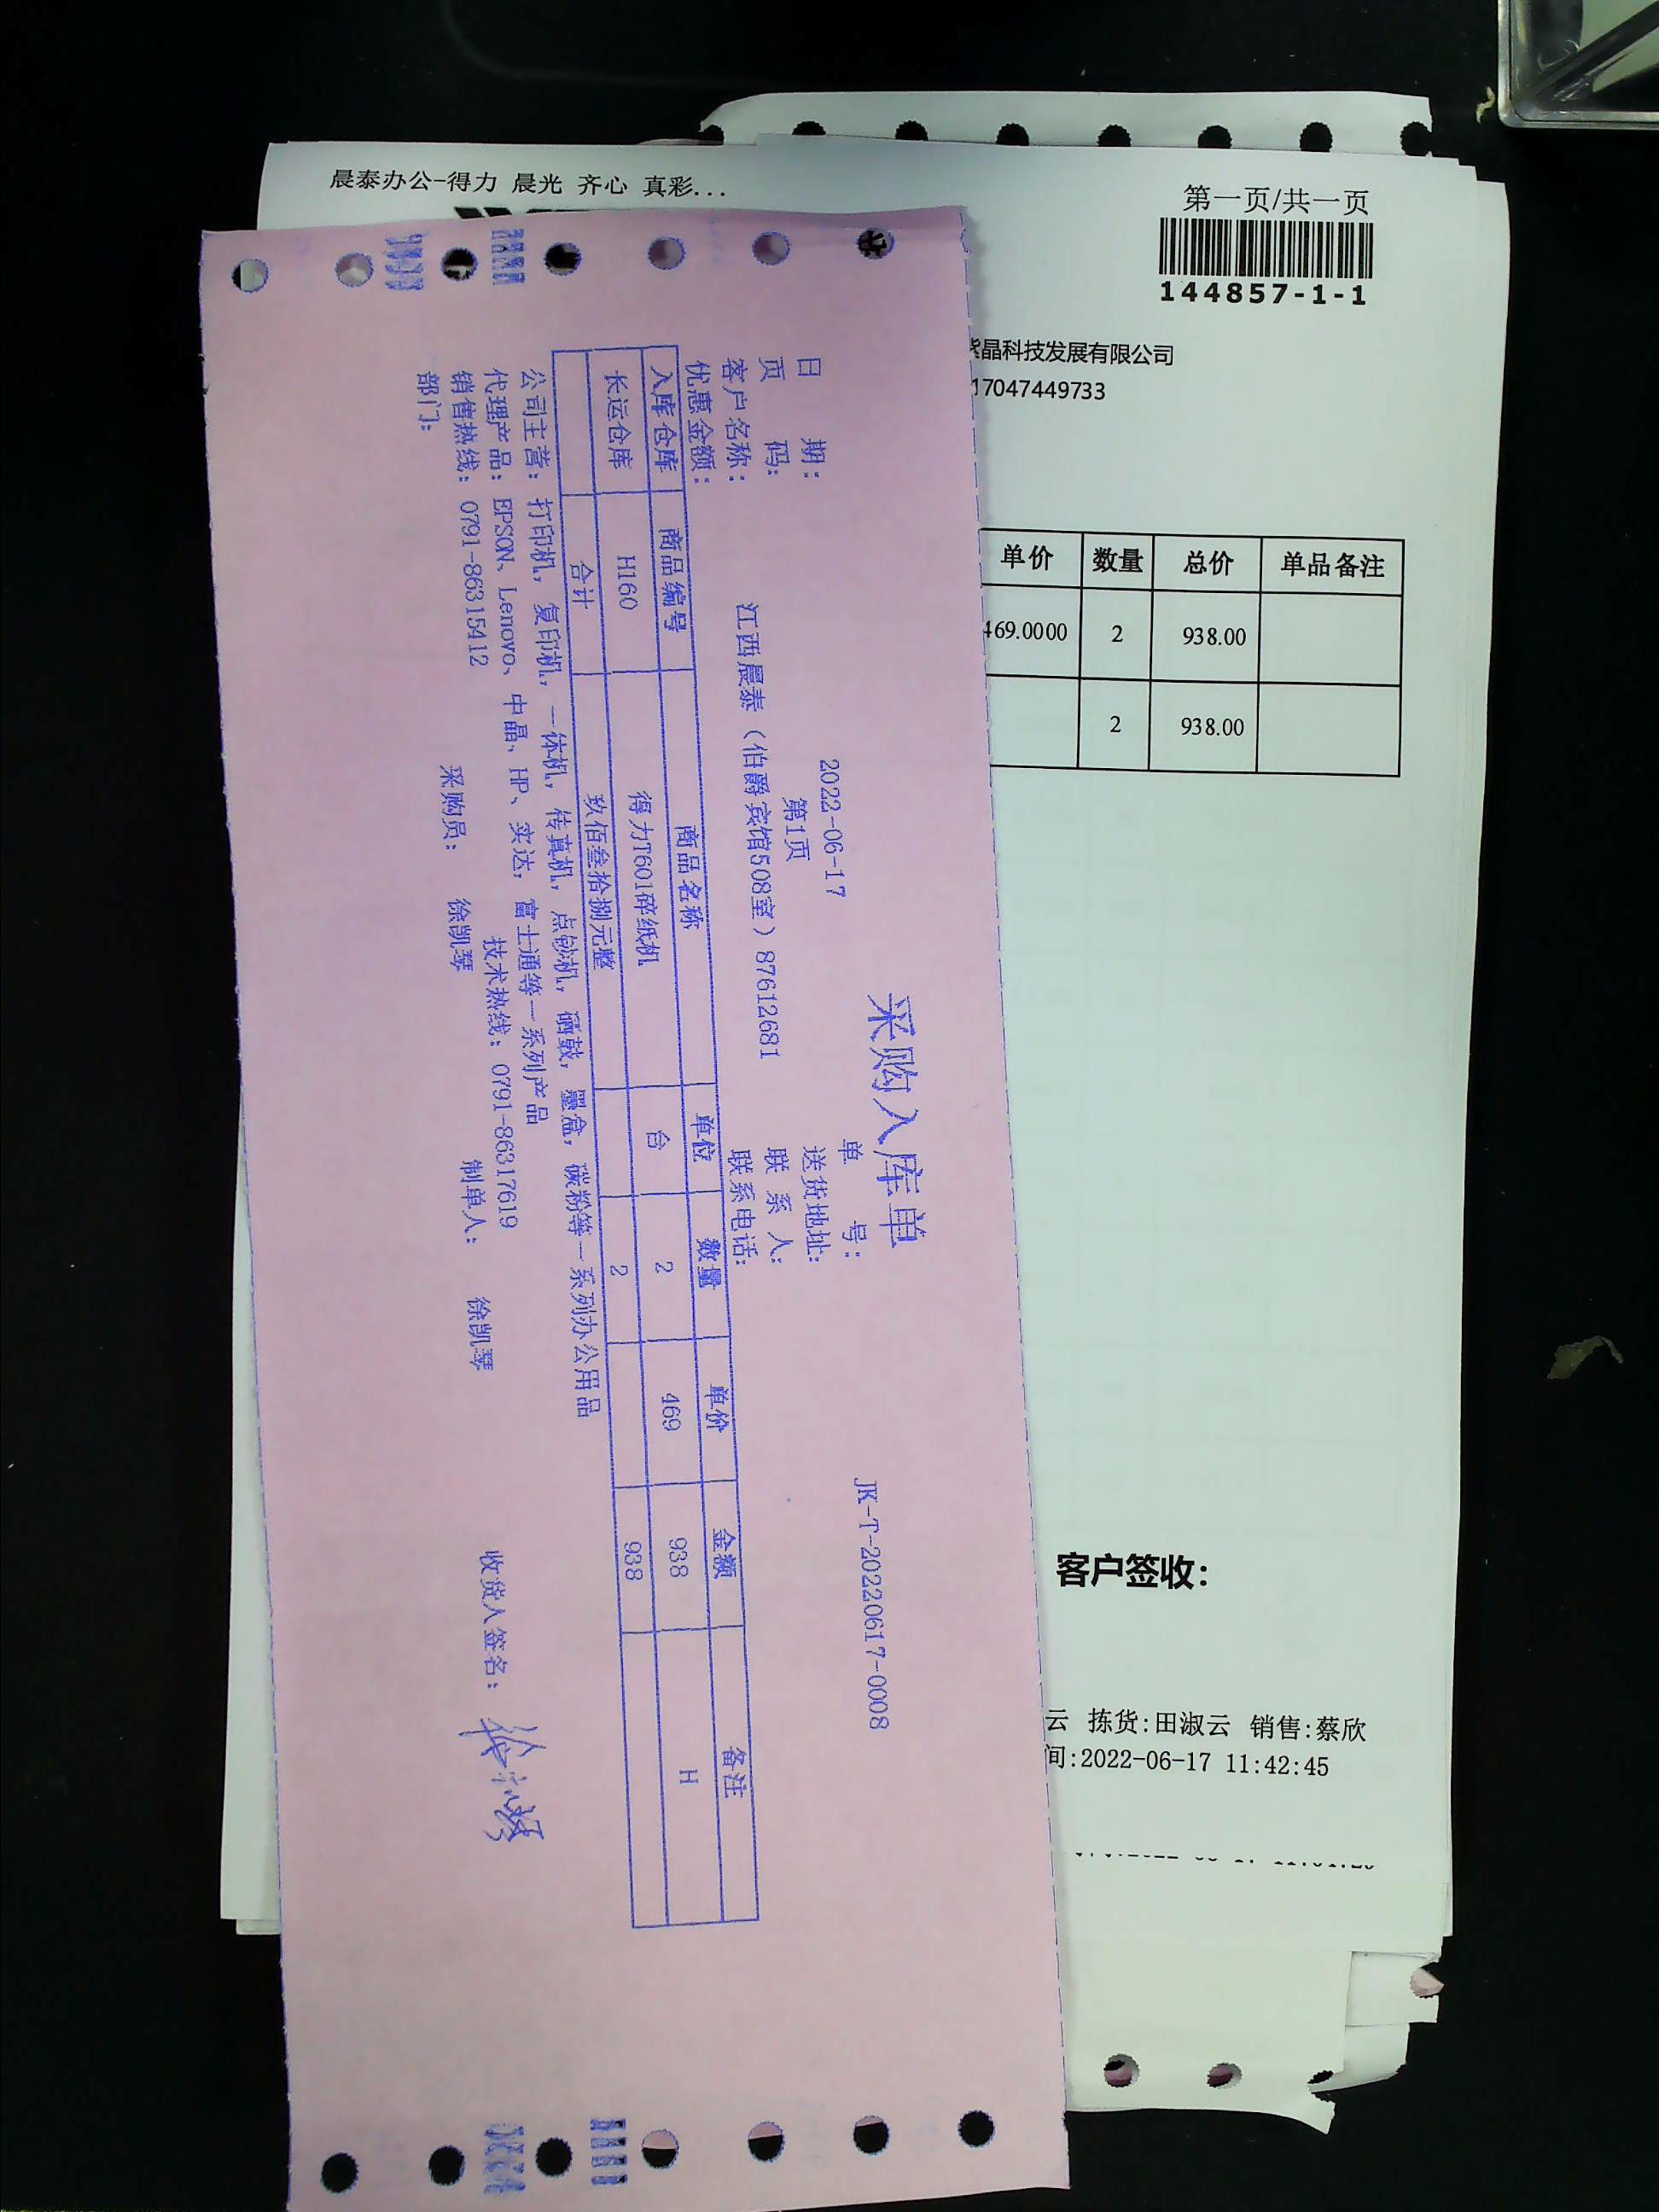 晨泰办公-得力 晨光 齐心 真彩...
第一页/共一页
144857-1-1
晶科技发展有限公司
17047449733
单价 数量 总价 单品备注
469.0000 2 938.00
2 938.00
客户签收:
云 拣货:田淑云 销售:蔡欣
间:2022-06-17 11:42:45
采购入库单
日 期: 2022-06-17 单 号: JK-T-20220617-0008
页 码: 第1页 送货地址:
客户名称: 江西晨泰（伯爵宾馆508室）87612681 联 系 人:
优惠金额: 联系电话:
入库仓库 商品编号 商品名称 单位 数量 单价 金额 备注
长运仓库 H160 得力T601碎纸机 台 2 469 938 H
合计 玖佰叁拾捌元整 2 938
公司主营: 打印机, 复印机, 一体机, 传真机, 点钞机, 硒鼓, 墨盒, 碳粉等一系列办公用品
代理产品: EPSON、Lenovo、中晶、HP、实达, 富士通等一系列产品
销售热线: 0791-86315412 技术热线: 0791-86317619
部门: 采购员: 徐凯琴 制单人: 徐凯琴 收货人签名: